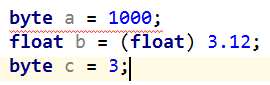 byte a = 1000;
float b = (float) 3.12;
byte c = 3;